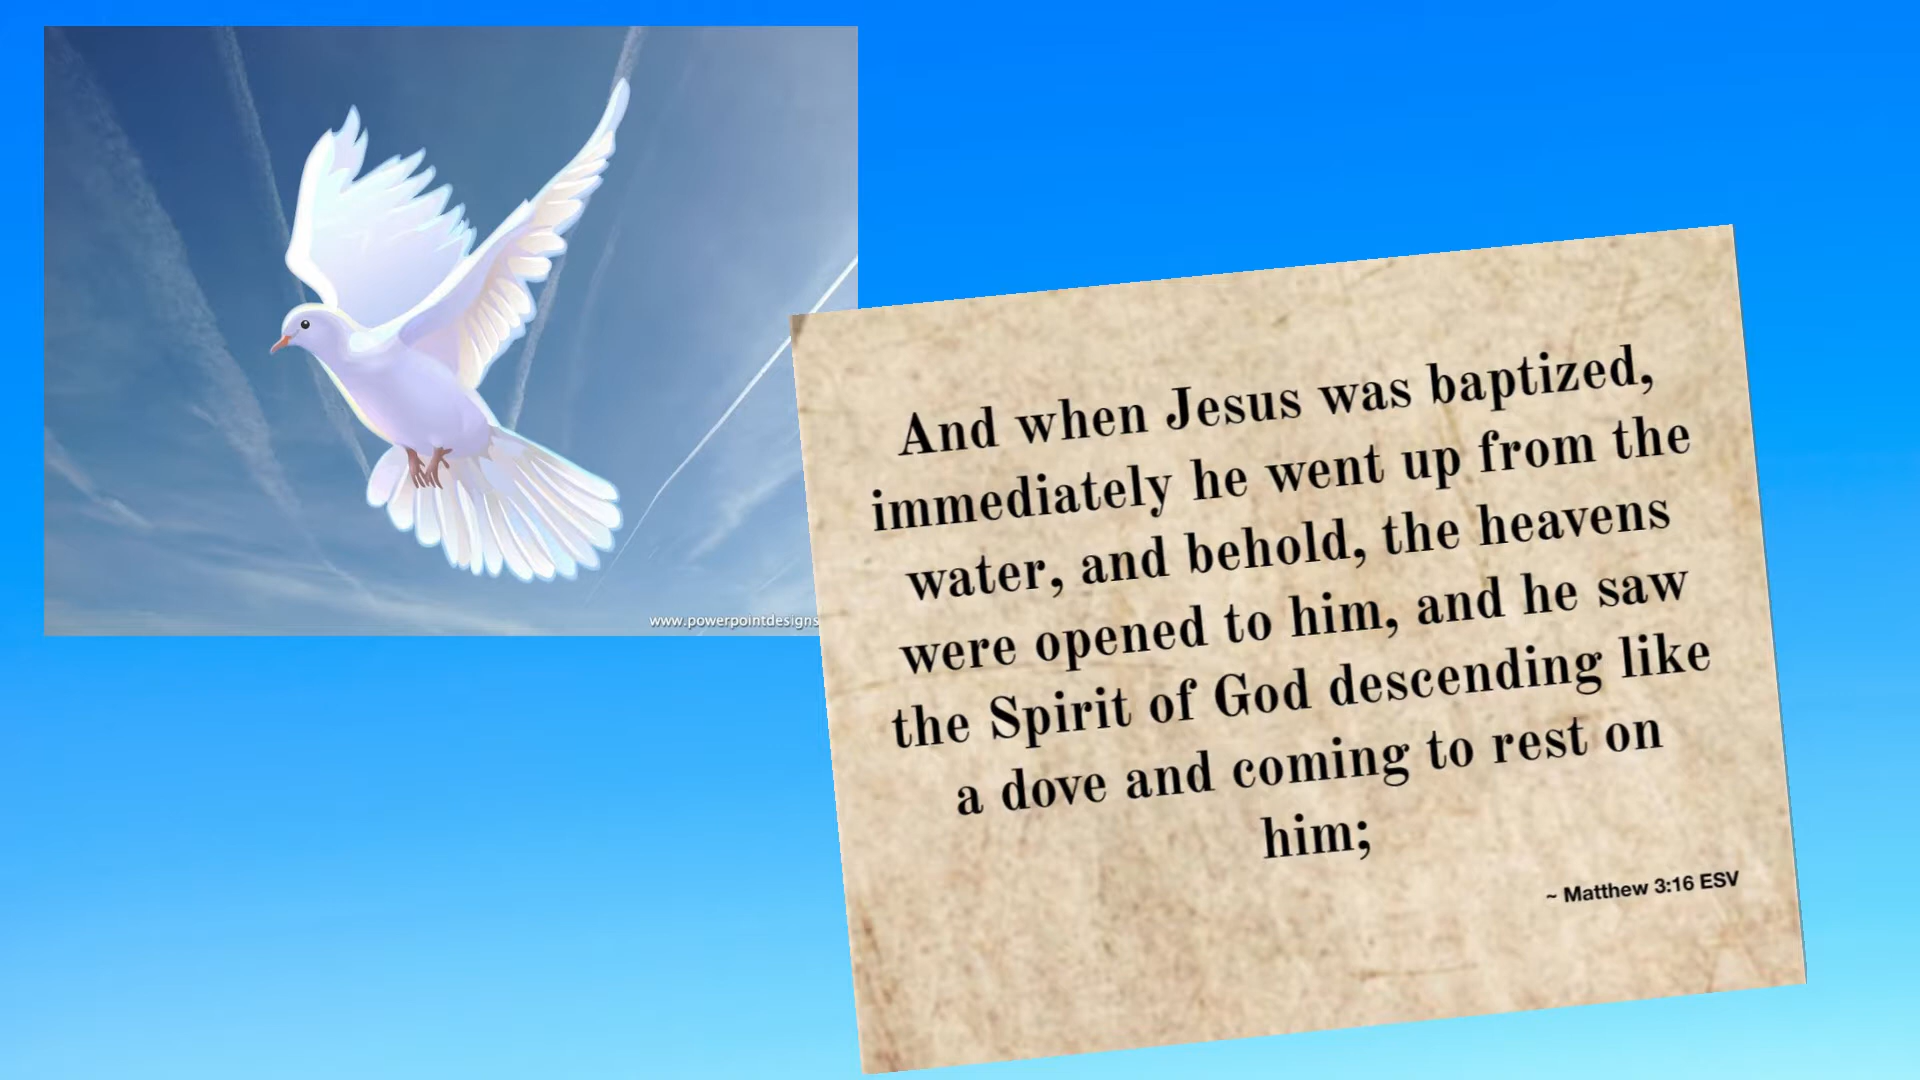 www.powerpointdesigns
And when Jesus was baptized,
immediately he went up from the
water, and behold, the heavens
were opened to him, and he saw
the Spirit of God descending like
a dove and coming to rest on
him;
~ Matthew 3:16 ESV